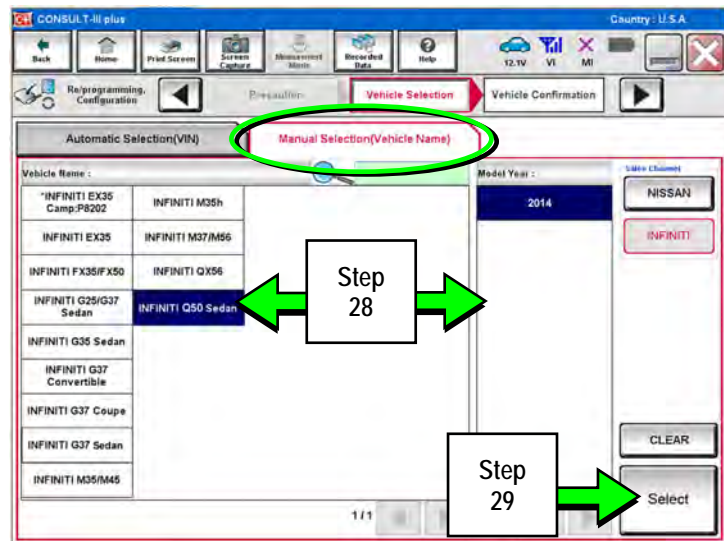 CONSULT-III plus
Country : U.S.A.
Back
Home
Print Screen
Screen
Capture
Measurement
Mode
Recorded
Data
Help
12.1V
VI
MI
Re/programming,
Configuration
Precaution
Vehicle Selection
Vehicle Confirmation
Automatic Selection(VIN)
Manual Selection(Vehicle Name)
Vehicle Name :
Model Year :
Sales Channel
*INFINITI EX35
Camp:P8202
INFINITI M35h
2014
NISSAN
INFINITI EX35
INFINITI M37/M56
INFINITI
INFINITI FX35/FX50
INFINITI QX56
INFINITI G25/G37
Sedan
INFINITI Q50 Sedan
Step
28
INFINITI G35 Sedan
INFINITI G37
Convertible
INFINITI G37 Coupe
INFINITI G37 Sedan
CLEAR
INFINITI M35/M45
Step
29
Select
1/1